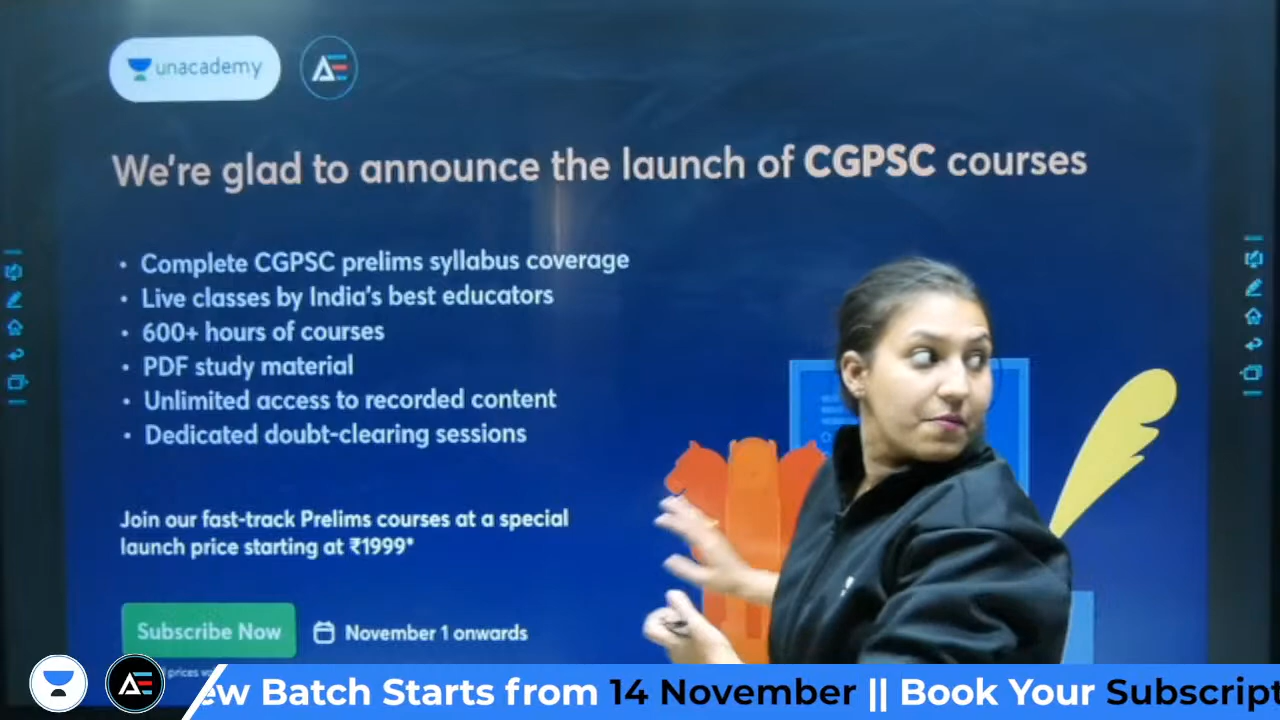 unacademy
AE
We're glad to announce the launch of CGPSC courses
• Complete CGPSC prelims syllabus coverage
• Live classes by India's best educators
• 600+ hours of courses
• PDF study material
• Unlimited access to recorded content
• Dedicated doubt-clearing sessions
Join our fast-track Prelims courses at a special
launch price starting at ₹1999*
Subscribe Now
November 1 onwards
prices
AE
ew Batch Starts from 14 November || Book Your Subscript